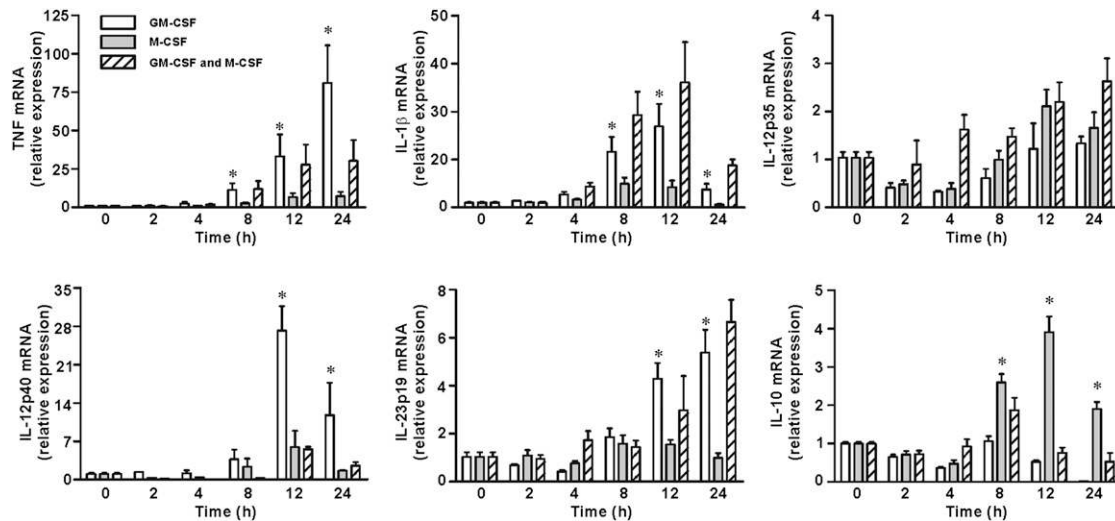 TNF mRNA
(relative expression)
125
100
75
50
25
0
GM-CSF
M-CSF
GM-CSF and M-CSF
*
*
*
0 2 4 8 12 24
Time (h)
IL-1β mRNA
(relative expression)
50
30
20
10
0
*
*
*
0 2 4 8 12 24
Time (h)
IL-12p35 mRNA
(relative expression)
4
3
2
1
0
0 2 4 8 12 24
Time (h)
IL-12p40 mRNA
(relative expression)
35
28
21
14
7
0
*
*
0 2 4 8 12 24
Time (h)
IL-23p19 mRNA
(relative expression)
8
6
4
2
0
*
*
0 2 4 8 12 24
Time (h)
IL-10 mRNA
(relative expression)
5
4
3
2
1
0
*
*
*
0 2 4 8 12 24
Time (h)